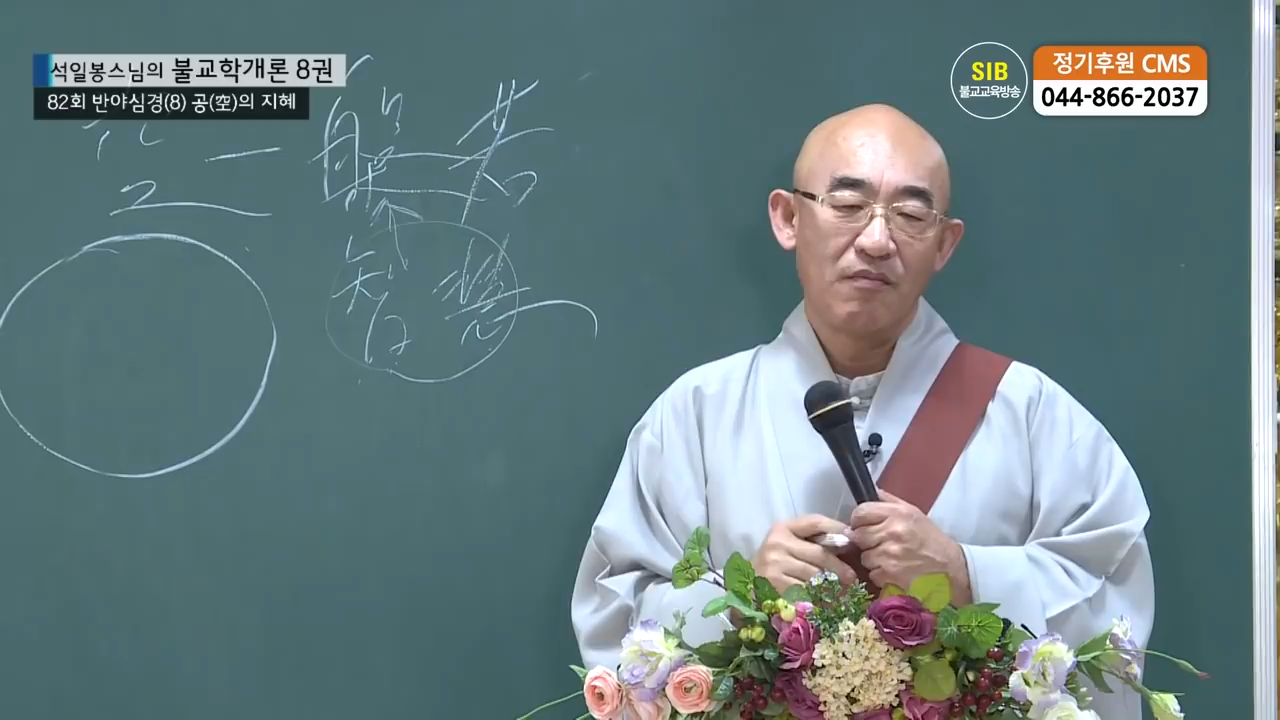 석일봉스님의 불교학개론 8권
82회 반야심경(8) 공(空)의 지혜
SIB
불교교육방송
정기후원 CMS
044-866-2037
般若
智慧